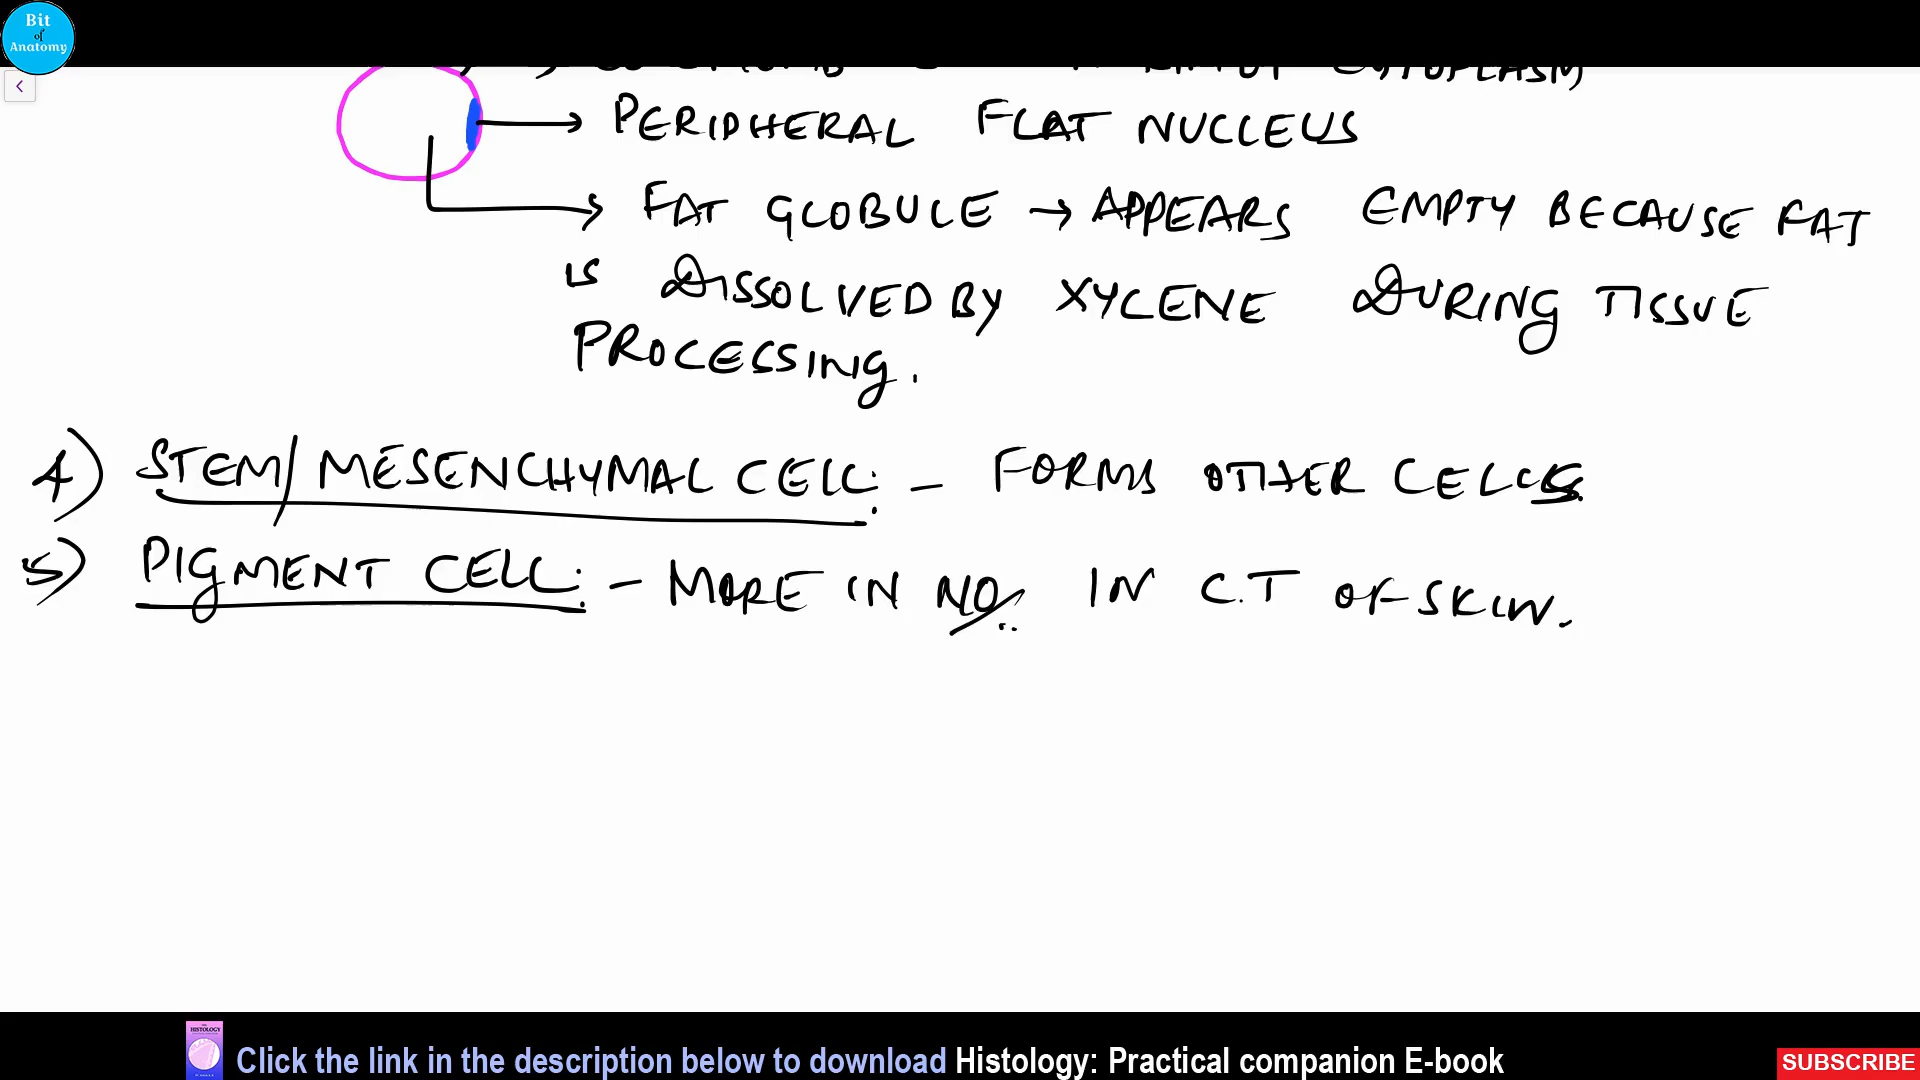 Bit
of
Anatomy
CYTOPLASM
PERIPHERAL FLAT NUCLEUS
FAT GLOBULE → APPEARS EMPTY BECAUSE FAT
IS DISSOLVED BY XYLENE DURING TISSUE
PROCESSING.
4) STEM/MESENCHYMAL CELL: - FORMS OTHER CELLS.
5) PIGMENT CELL: - MORE IN NO. IN C.T OF SKIN.
HISTOLOGY
Click the link in the description below to download Histology: Practical companion E-book
SUBSCRIBE